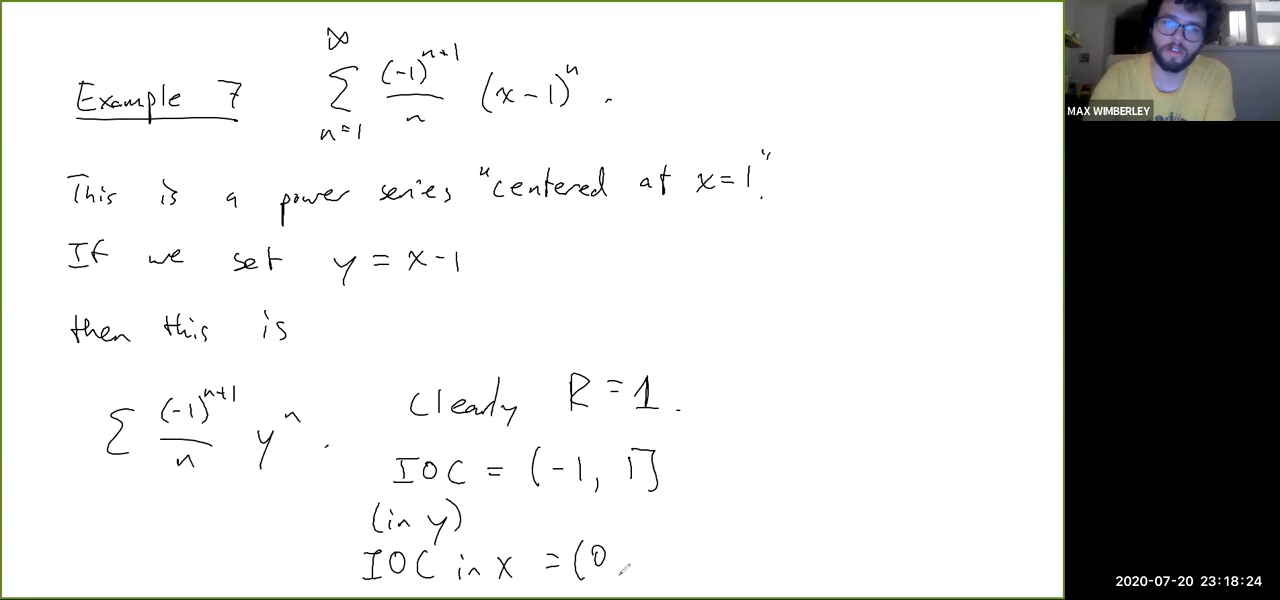 Example 7 ∞ Σ n=1 (-1)^{n+1} / n (x-1)^n .
This is a power series "centered at x=1".
If we set y = x-1
then this is
Σ (-1)^{n+1} / n y^n .
Clearly R = 1 .
IOC = (-1, 1]
(in y)
IOC in x = (0 ,
MAX WIMBERLEY
2020-07-20 23:18:24